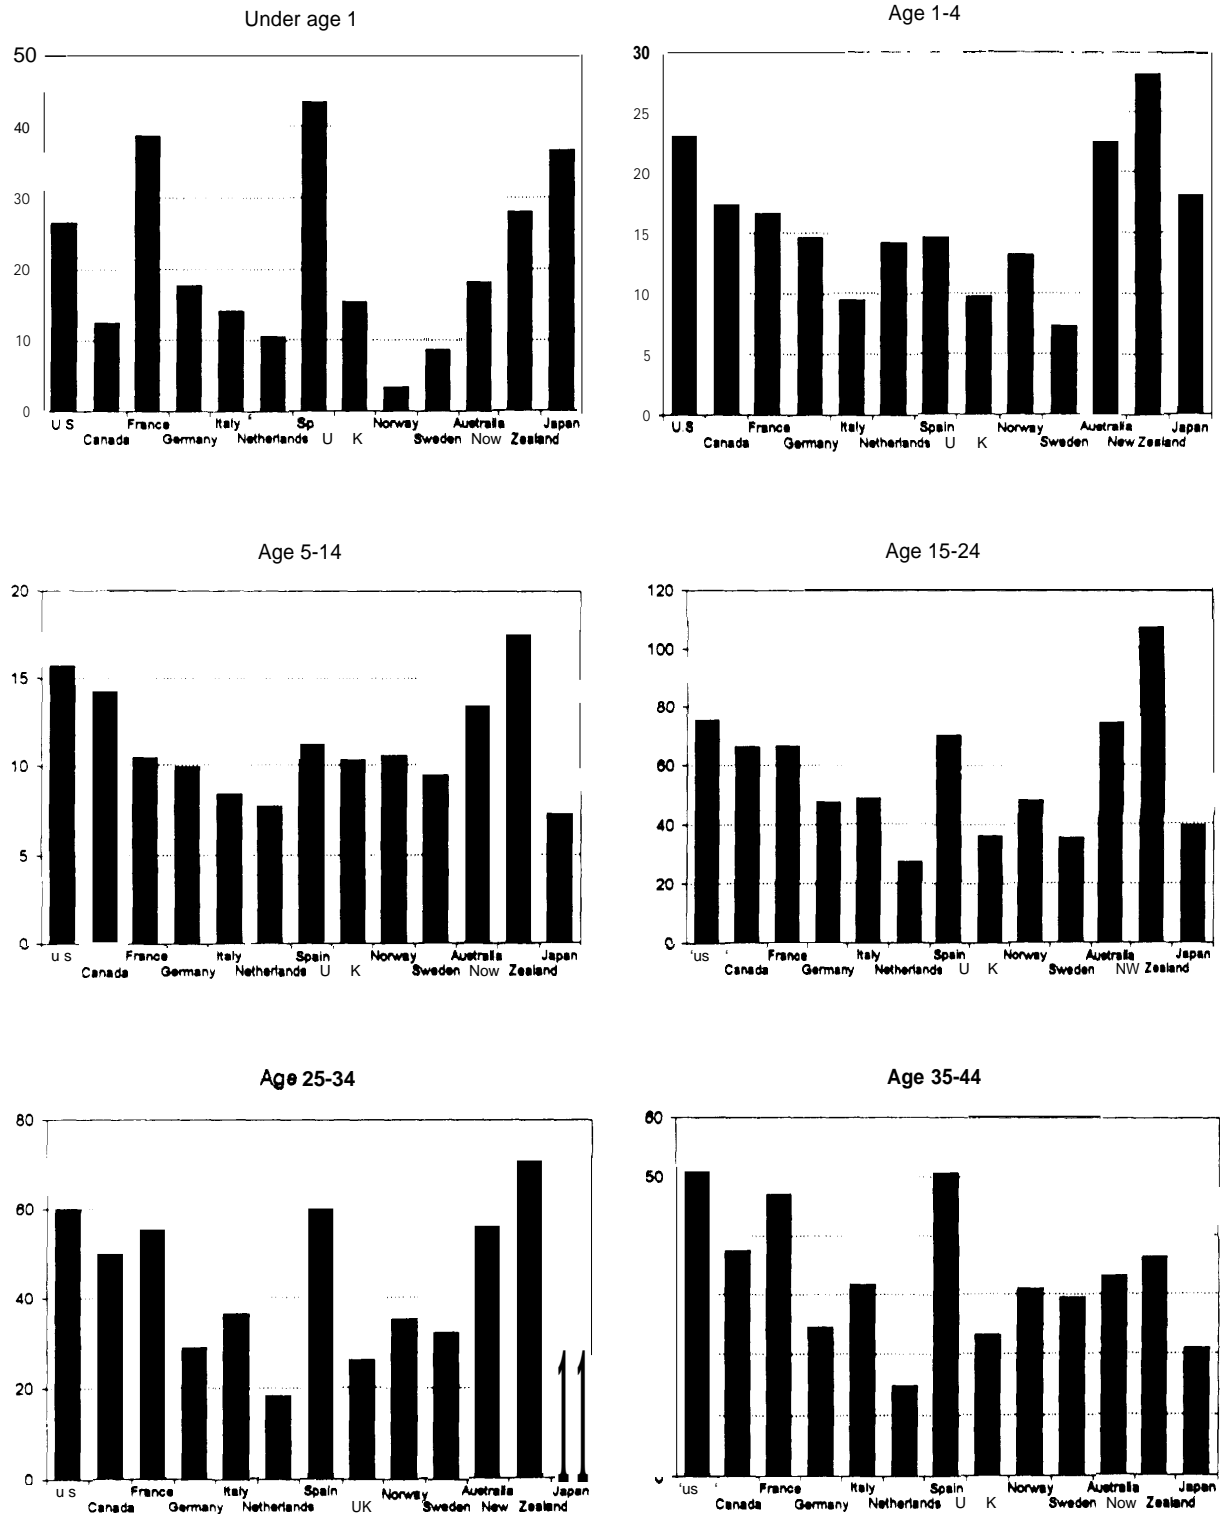 Under age 1
50
40
30
20
10
0
U S France Italy Sp Norway Australia Japan
Canada Germany Netherlands U K Sweden Now Zealand
Age 1-4
30
25
20
15
10
5
0
U.S France Italy Spain Norway Australia Japan
Canada Germany Netherlands U K Sweden New Zealand
Age 5-14
20
15
10
5
0
u s France Italy Spain Norway Australia Japan
Canada Germany Netherlands U K Sweden Now Zealand
Age 15-24
120
100
80
60
40
20
0
'us ' France Italy Spain Norway Australia Japan
Canada Germany Netherlands U K Sweden NW Zealand
Age 25-34
80
60
40
20
0
u s France Italy Spain Norway Australia Japan
Canada Germany Netherlands UK Sweden New Zealand
Age 35-44
60
50
'us ' France Italy Spain Norway Australia Japan
Canada Germany Netherlands U K Sweden Now Zealand